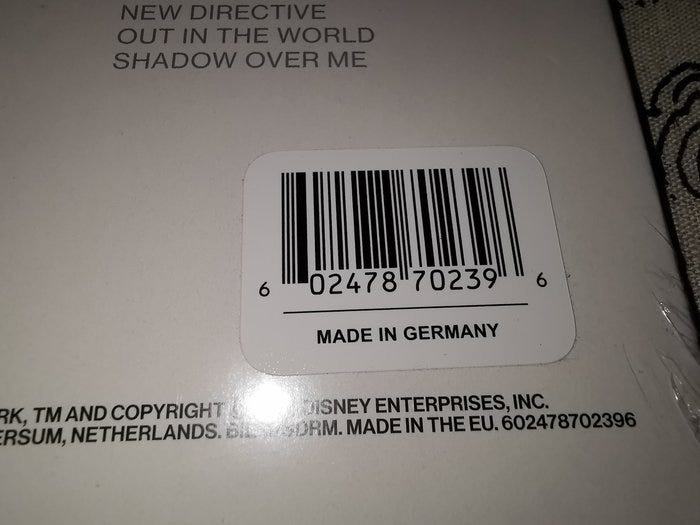 NEW DIRECTIVE
OUT IN THE WORLD
SHADOW OVER ME
6 02478 70239 6
MADE IN GERMANY
RK, TM AND COPYRIGHT DISNEY ENTERPRISES, INC.
ERSUM, NETHERLANDS. MADE IN THE EU. 602478702396